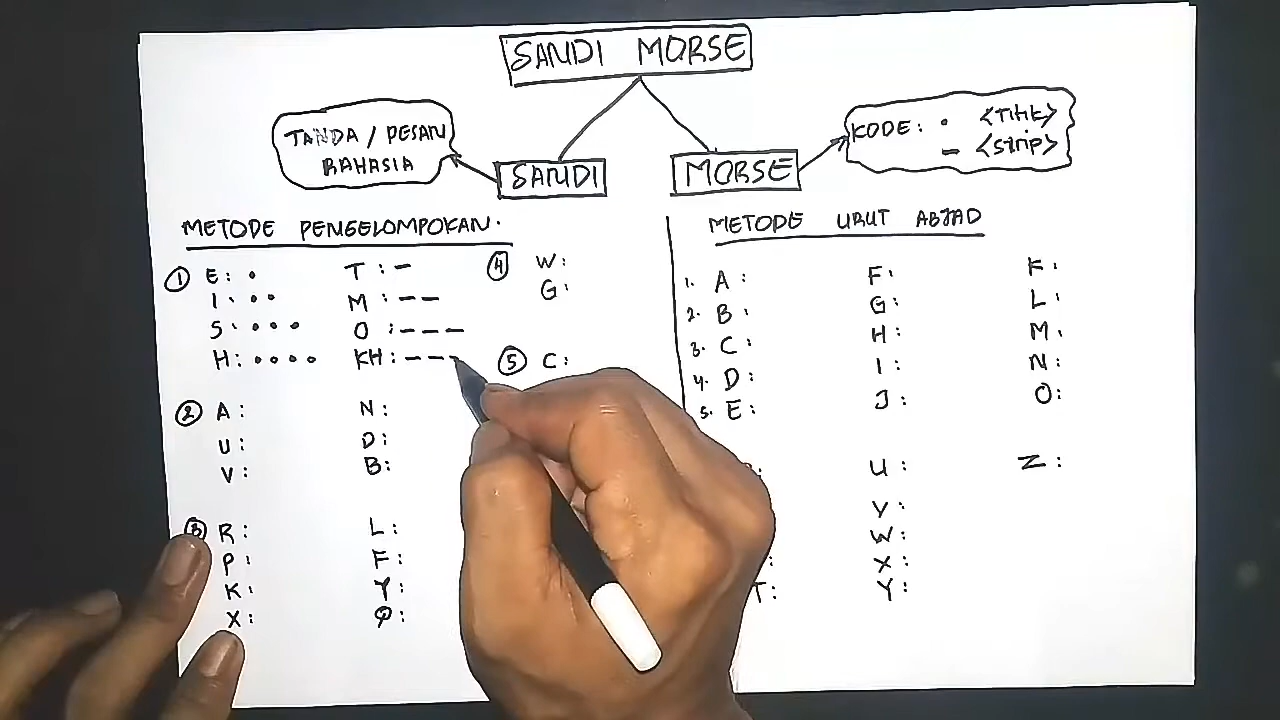 SANDI MORSE
TANDA / PESAN
RAHASIA
SANDI
MORSE
KODE: • <Titik>
— <strip>
METODE PENGELOMPOKAN.
① E: •
I: • •
S: • • •
H: • • • •
T: —
M: — —
O: — — —
KH: — — —
② A:
U:
V:
N:
D:
B:
③ R:
P:
K:
X:
L:
F:
Y:
Q:
④ W:
G:
⑤ C:
METODE URUT ABJAD
1. A:
2. B:
3. C:
4. D:
5. E:
F:
G:
H:
I:
J:
K:
L:
M:
N:
O:
T:
U:
V:
W:
X:
Y:
Z: